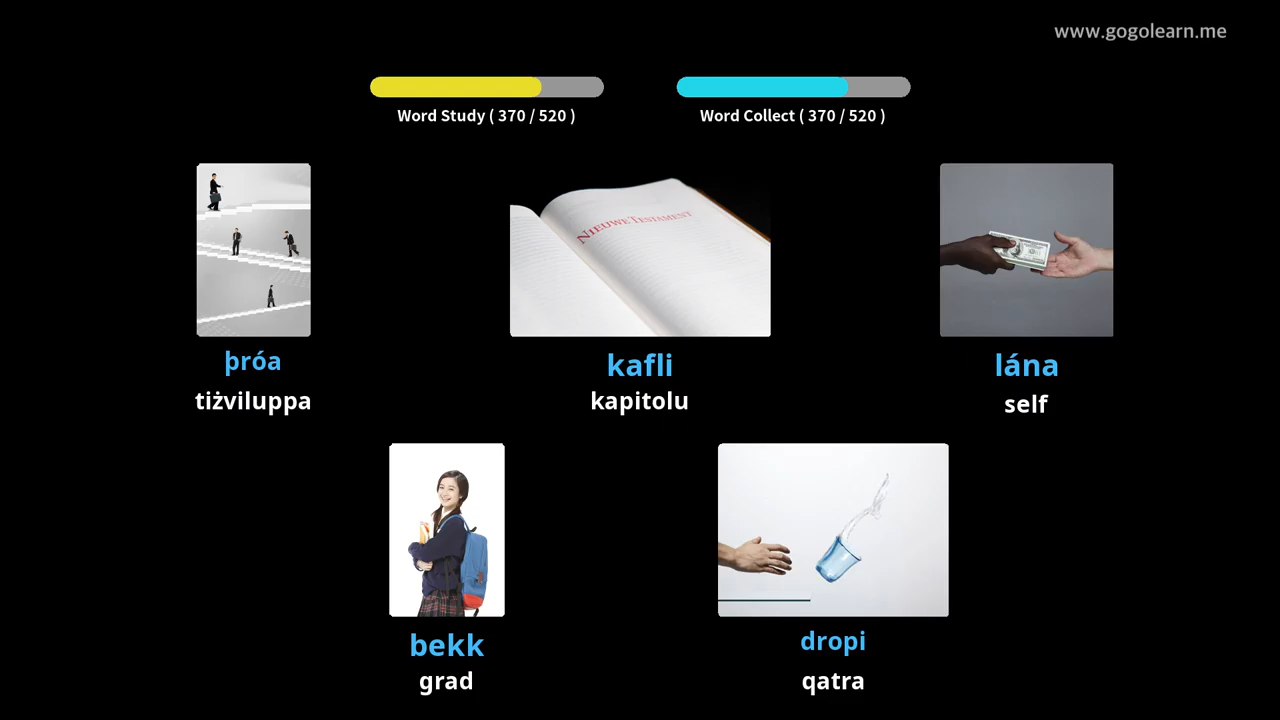 www.gogolearn.me
Word Study ( 370 / 520 )
Word Collect ( 370 / 520 )
NIEUWE TESTAMENT
þróa
tiżviluppa
kafli
kapitolu
lána
self
bekk
grad
dropi
qatra